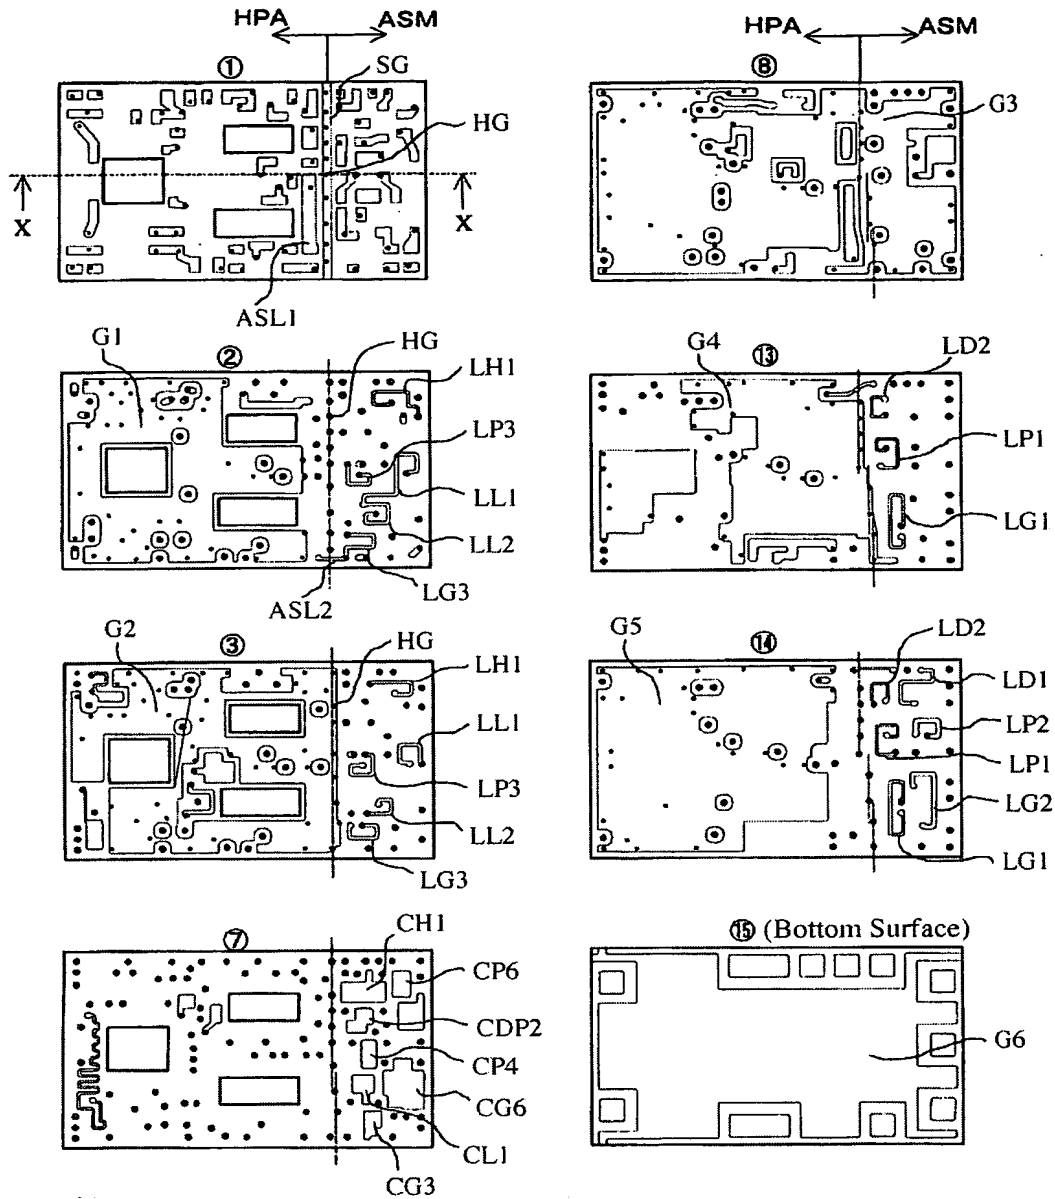 HPA ASM
①
SG
HG
X X
ASL1
HPA ASM
⑧
G3
G1
②
HG
LH1
LP3
LL1
LL2
LG3
ASL2
G4
⑬
LD2
LP1
LG1
G2
③
HG
LH1
LL1
LP3
LL2
LG3
G5
⑭
LD2
LD1
LP2
LP1
LG2
LG1
⑦
CH1
CP6
CDP2
CP4
CG6
CL1
CG3
⑮ (Bottom Surface)
G6